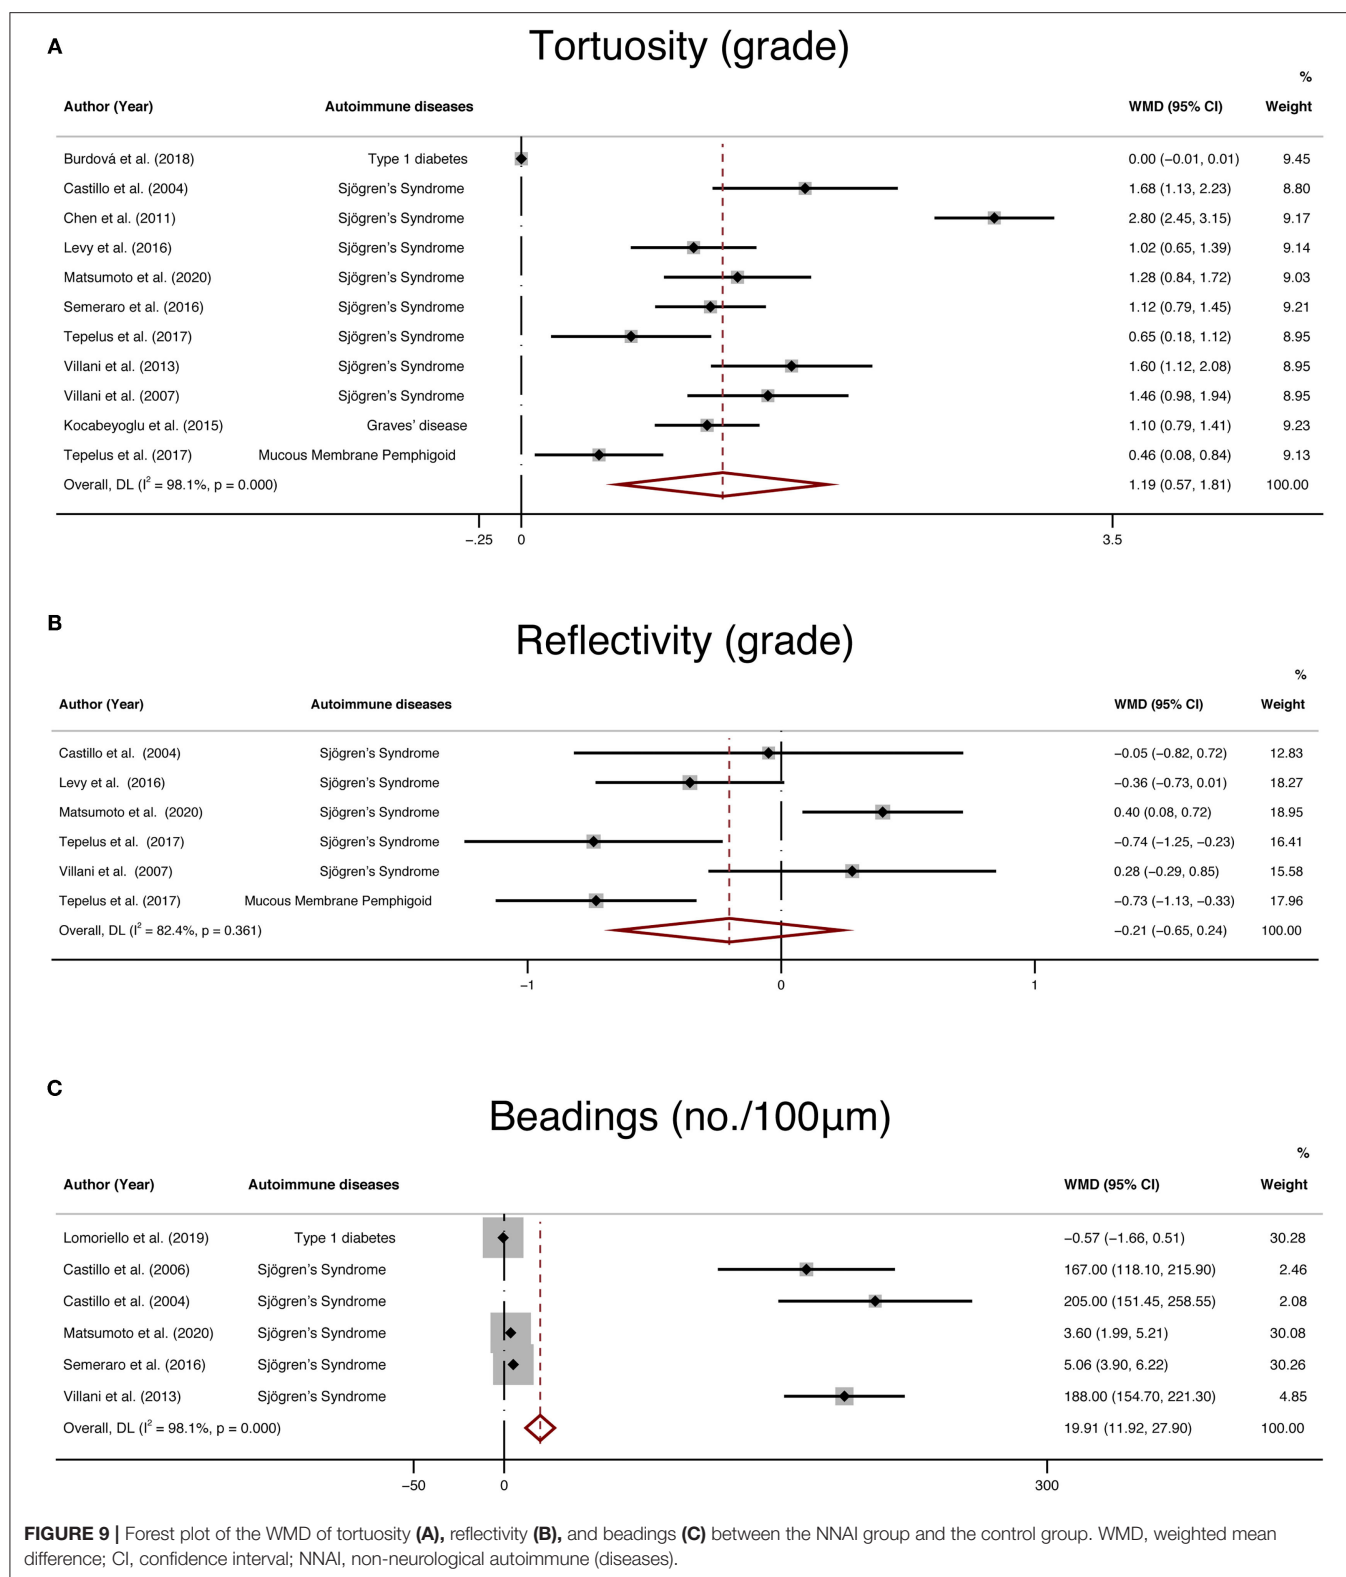 A
Tortuosity (grade)
%
Author (Year) Autoimmune diseases WMD (95% CI) Weight
Burdová et al. (2018) Type 1 diabetes 0.00 (−0.01, 0.01) 9.45
Castillo et al. (2004) Sjögren's Syndrome 1.68 (1.13, 2.23) 8.80
Chen et al. (2011) Sjögren's Syndrome 2.80 (2.45, 3.15) 9.17
Levy et al. (2016) Sjögren's Syndrome 1.02 (0.65, 1.39) 9.14
Matsumoto et al. (2020) Sjögren's Syndrome 1.28 (0.84, 1.72) 9.03
Semeraro et al. (2016) Sjögren's Syndrome 1.12 (0.79, 1.45) 9.21
Tepelus et al. (2017) Sjögren's Syndrome 0.65 (0.18, 1.12) 8.95
Villani et al. (2013) Sjögren's Syndrome 1.60 (1.12, 2.08) 8.95
Villani et al. (2007) Sjögren's Syndrome 1.46 (0.98, 1.94) 8.95
Kocabeyoglu et al. (2015) Graves' disease 1.10 (0.79, 1.41) 9.23
Tepelus et al. (2017) Mucous Membrane Pemphigoid 0.46 (0.08, 0.84) 9.13
Overall, DL (I² = 98.1%, p = 0.000) 1.19 (0.57, 1.81) 100.00
−.25 0 3.5
B
Reflectivity (grade)
%
Author (Year) Autoimmune diseases WMD (95% CI) Weight
Castillo et al. (2004) Sjögren's Syndrome −0.05 (−0.82, 0.72) 12.83
Levy et al. (2016) Sjögren's Syndrome −0.36 (−0.73, 0.01) 18.27
Matsumoto et al. (2020) Sjögren's Syndrome 0.40 (0.08, 0.72) 18.95
Tepelus et al. (2017) Sjögren's Syndrome −0.74 (−1.25, −0.23) 16.41
Villani et al. (2007) Sjögren's Syndrome 0.28 (−0.29, 0.85) 15.58
Tepelus et al. (2017) Mucous Membrane Pemphigoid −0.73 (−1.13, −0.33) 17.96
Overall, DL (I² = 82.4%, p = 0.361) −0.21 (−0.65, 0.24) 100.00
−1 0 1
C
Beadings (no./100µm)
%
Author (Year) Autoimmune diseases WMD (95% CI) Weight
Lomoriello et al. (2019) Type 1 diabetes −0.57 (−1.66, 0.51) 30.28
Castillo et al. (2006) Sjögren's Syndrome 167.00 (118.10, 215.90) 2.46
Castillo et al. (2004) Sjögren's Syndrome 205.00 (151.45, 258.55) 2.08
Matsumoto et al. (2020) Sjögren's Syndrome 3.60 (1.99, 5.21) 30.08
Semeraro et al. (2016) Sjögren's Syndrome 5.06 (3.90, 6.22) 30.26
Villani et al. (2013) Sjögren's Syndrome 188.00 (154.70, 221.30) 4.85
Overall, DL (I² = 98.1%, p = 0.000) 19.91 (11.92, 27.90) 100.00
−50 0 300
FIGURE 9 | Forest plot of the WMD of tortuosity (A), reflectivity (B), and beadings (C) between the NNAI group and the control group. WMD, weighted mean
difference; CI, confidence interval; NNAI, non-neurological autoimmune (diseases).